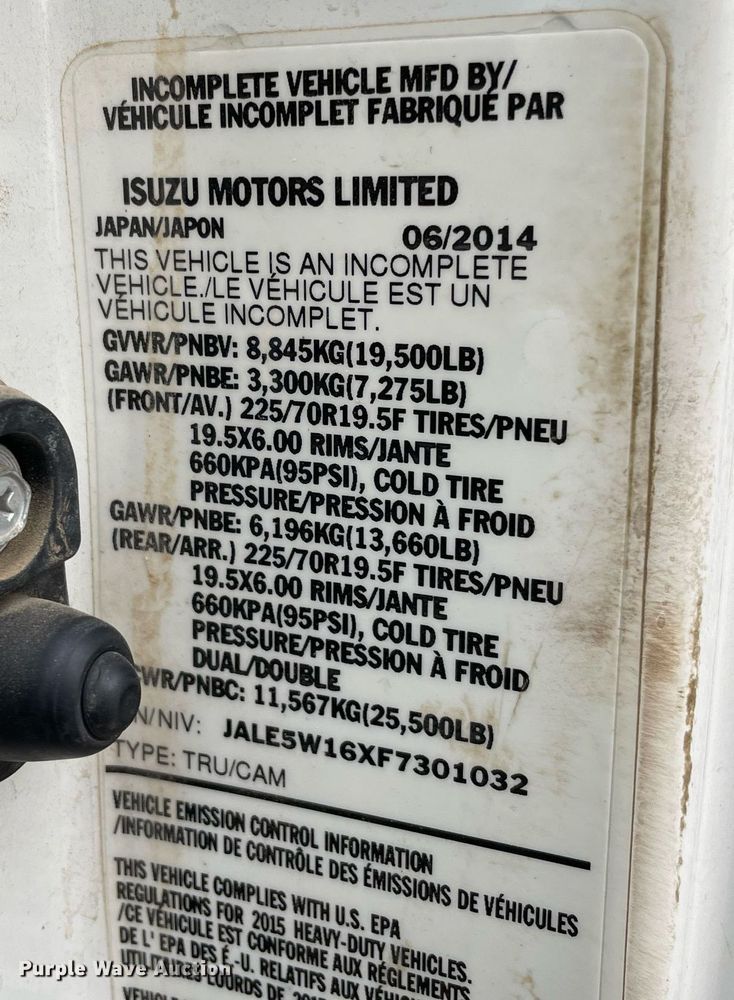 INCOMPLETE VEHICLE MFD BY/
VÉHICULE INCOMPLET FABRIQUÉ PAR
ISUZU MOTORS LIMITED
JAPAN/JAPON 06/2014
THIS VEHICLE IS AN INCOMPLETE
VEHICLE./LE VÉHICULE EST UN
VÉHICULE INCOMPLET.
GVWR/PNBV: 8,845KG(19,500LB)
GAWR/PNBE: 3,300KG(7,275LB)
(FRONT/AV.) 225/70R19.5F TIRES/PNEU
19.5X6.00 RIMS/JANTE
660KPA(95PSI), COLD TIRE
PRESSURE/PRESSION À FROID
GAWR/PNBE: 6,196KG(13,660LB)
(REAR/ARR.) 225/70R19.5F TIRES/PNEU
19.5X6.00 RIMS/JANTE
660KPA(95PSI), COLD TIRE
PRESSURE/PRESSION À FROID
DUAL/DOUBLE
WR/PNBC: 11,567KG(25,500LB)
N/NIV: JALE5W16XF7301032
TYPE: TRU/CAM
VEHICLE EMISSION CONTROL INFORMATION
/INFORMATION DE CONTRÔLE DES ÉMISSIONS DE VÉHICULES
THIS VEHICLE COMPLIES WITH U.S. EPA
REGULATIONS FOR 2015 HEAVY-DUTY VEHICLES.
/CE VÉHICULE EST CONFORME AUX RÉGLEMENTS
DE L' EPA DES É.-U. RELATIFS AUX
LOURDS DE
Purple Wave Auction